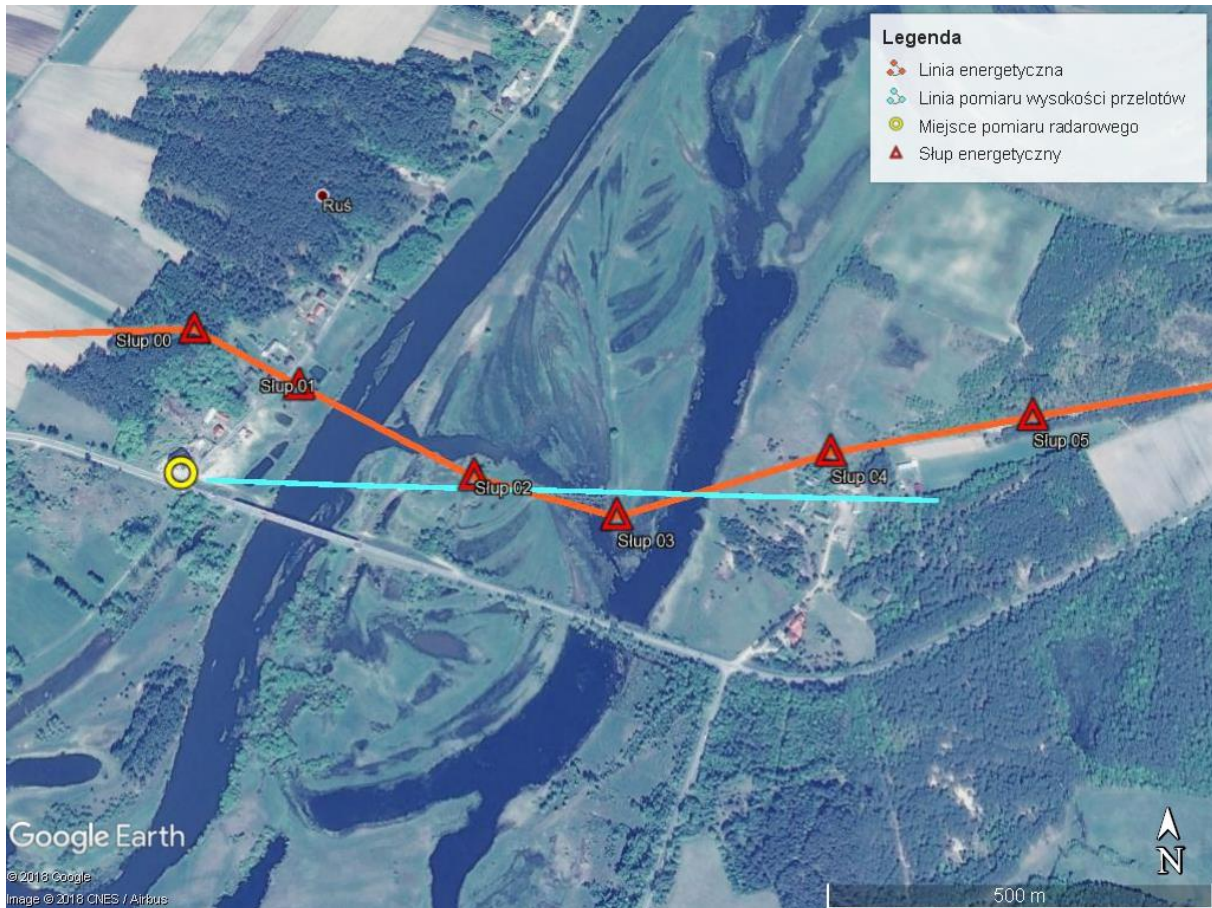 Legenda
Linia energetyczna
Linia pomiaru wysokości przelotów
Miejsce pomiaru radarowego
Słup energetyczny
Ruś
Słup 00
Słup 01
Słup 02
Słup 03
Słup 04
Słup 05
Google Earth
© 2018 Google
Image © 2018 CNES / Airbus
N
500 m